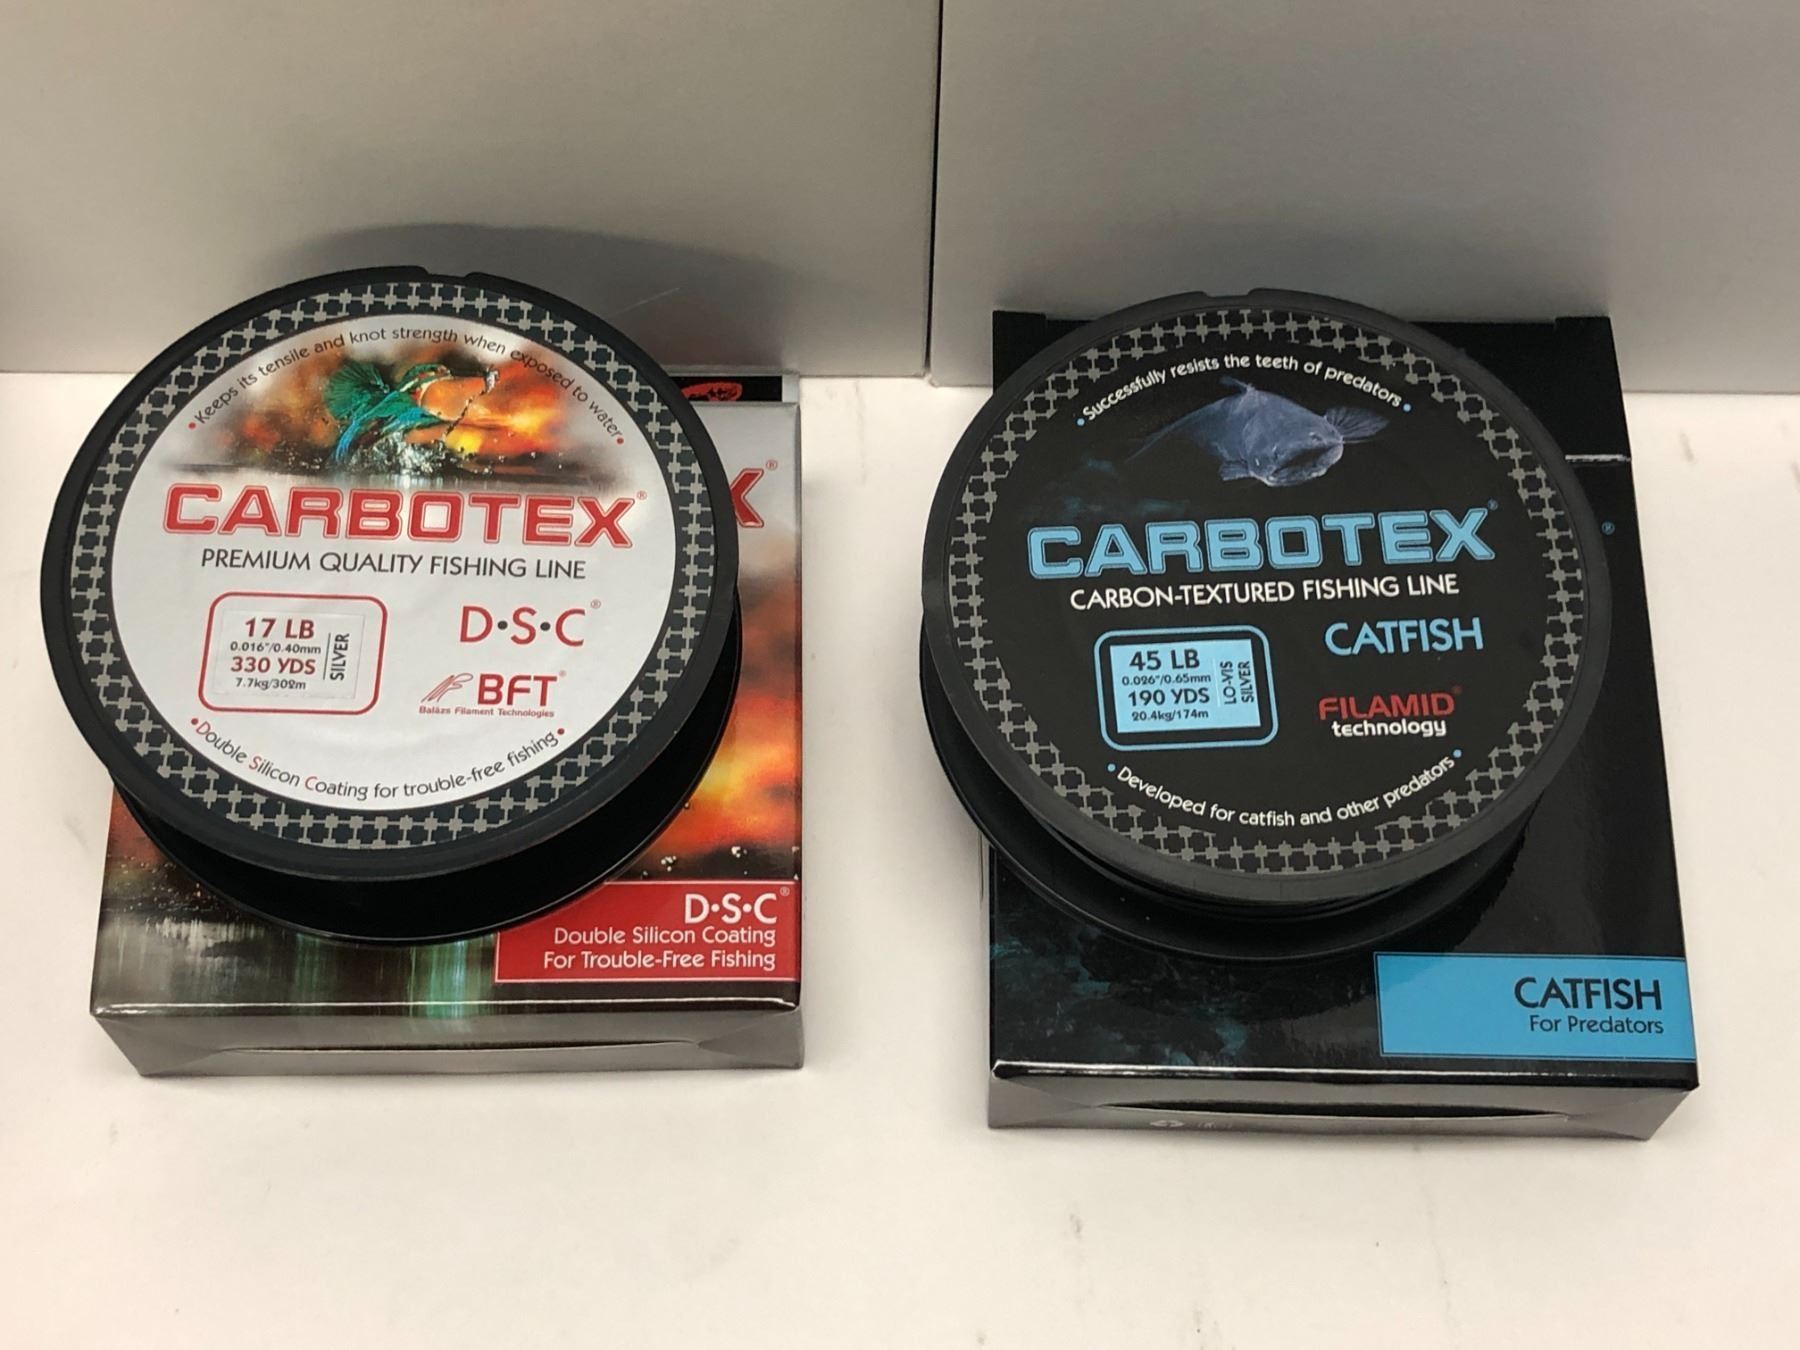 •Keeps its tensile and knot strength when exposed to water•
CARBOTEX®
PREMIUM QUALITY FISHING LINE
17 LB
0.016"/0.40mm
330 YDS
7.7kg/302m
SILVER
D•S•C®
BFT®
Balázs Filament Technologies
•Double Silicon Coating for trouble-free fishing•
X®
D•S•C®
Double Silicon Coating
For Trouble-Free Fishing
•Successfully resists the teeth of predators•
CARBOTEX®
CARBON-TEXTURED FISHING LINE
CATFISH
45 LB
0.026"/0.65mm
190 YDS
20.4kg/174m
LO-VIS
SILVER
FILAMID®
technology
•Developed for catfish and other predators•
®
CATFISH
For Predators